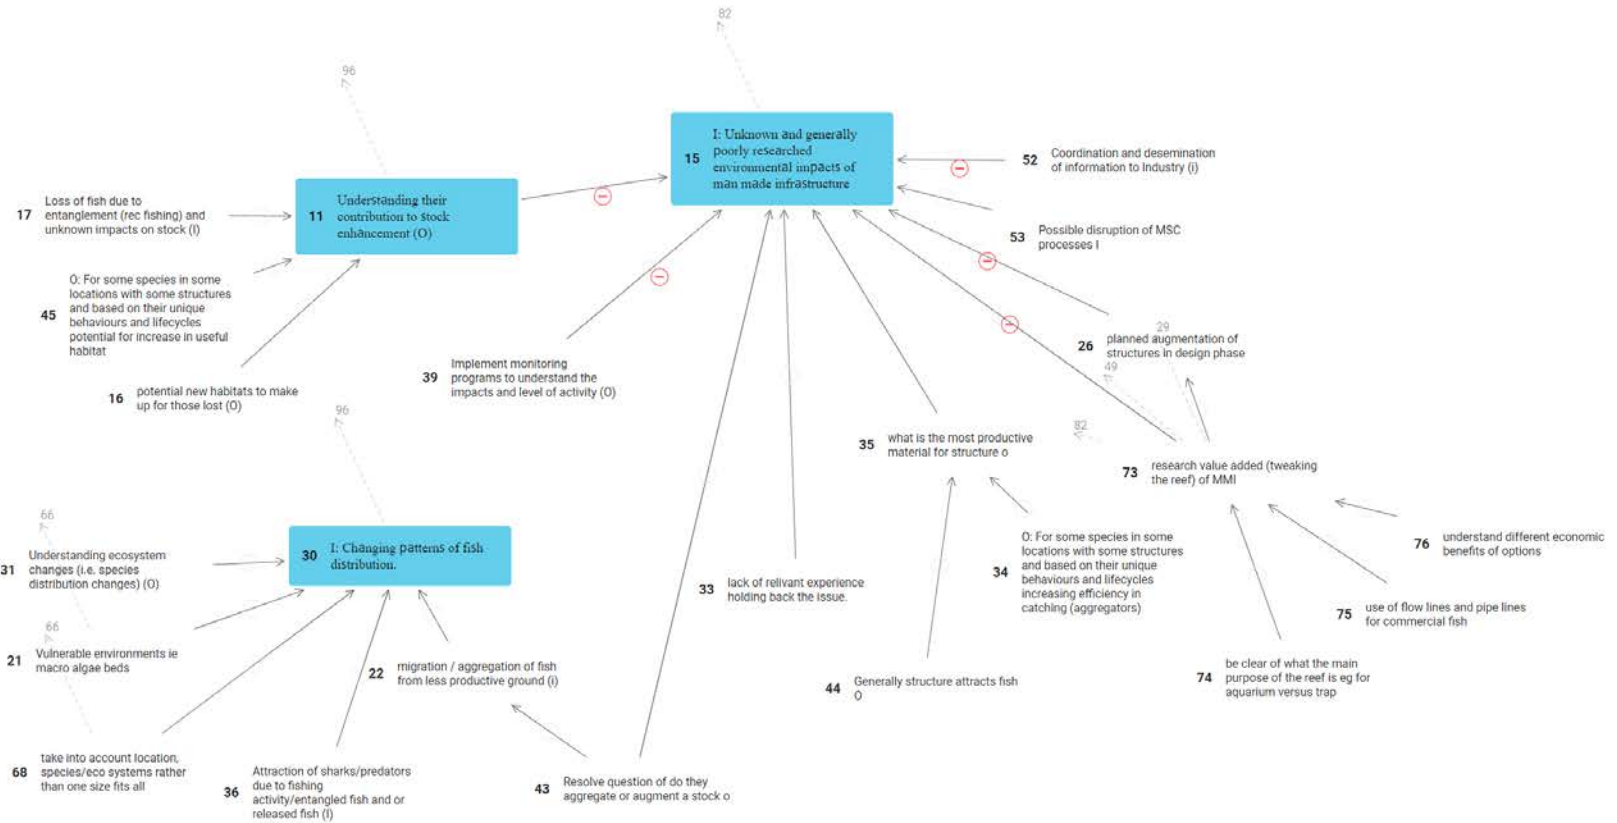 82
96
15
I: Unknown and generally
poorly researched
environmental impacts of
man made infrastructure
52
Coordination and desemination
of information to Industry (i)
17
Loss of fish due to
entanglement (rec fishing) and
unknown impacts on stock (I)
11
Understanding their
contribution to stock
enhancement (O)
53
Possible disruption of MSC
processes I
45
O: For some species in some
locations with some structures
and based on their unique
behaviours and lifecycles
potential for increase in useful
habitat
29
26
planned augmentation of
structures in design phase
49
39
Implement monitoring
programs to understand the
impacts and level of activity (O)
16
potential new habitats to make
up for those lost (O)
96
82
35
what is the most productive
material for structure o
73
research value added (tweaking
the reef) of MMI
66
31
Understanding ecosystem
changes (i.e. species
distribution changes) (O)
30
I: Changing patterns of fish
distribution.
76
understand different economic
benefits of options
34
O: For some species in some
locations with some structures
and based on their unique
behaviours and lifecycles
increasing efficiency in
catching (aggregators)
33
lack of relivant experience
holding back the issue.
75
use of flow lines and pipe lines
for commercial fish
66
21
Vulnerable environments ie
macro algae beds
22
migration / aggregation of fish
from less productive ground (i)
44
Generally structure attracts fish
O
74
be clear of what the main
purpose of the reef is eg for
aquarium versus trap
68
take into account location,
species/eco systems rather
than one size fits all
36
Attraction of sharks/predators
due to fishing
activity/entangled fish and or
released fish (I)
43
Resolve question of do they
aggregate or augment a stock o